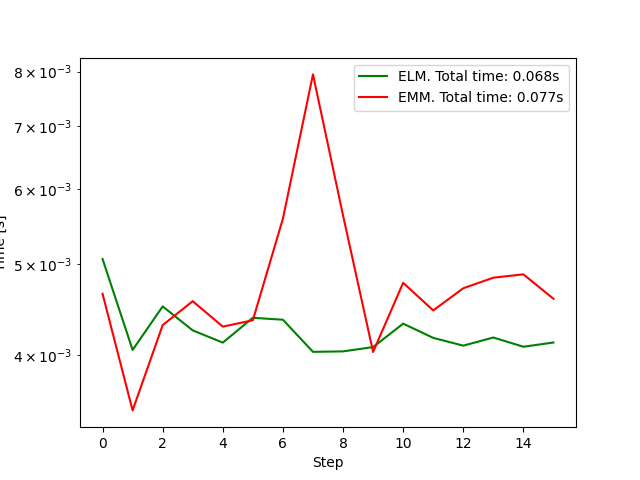 ELM. Total time: 0.068s
EMM. Total time: 0.077s
8 × 10⁻³
7 × 10⁻³
6 × 10⁻³
5 × 10⁻³
4 × 10⁻³
Time [s]
0 2 4 6 8 10 12 14
Step